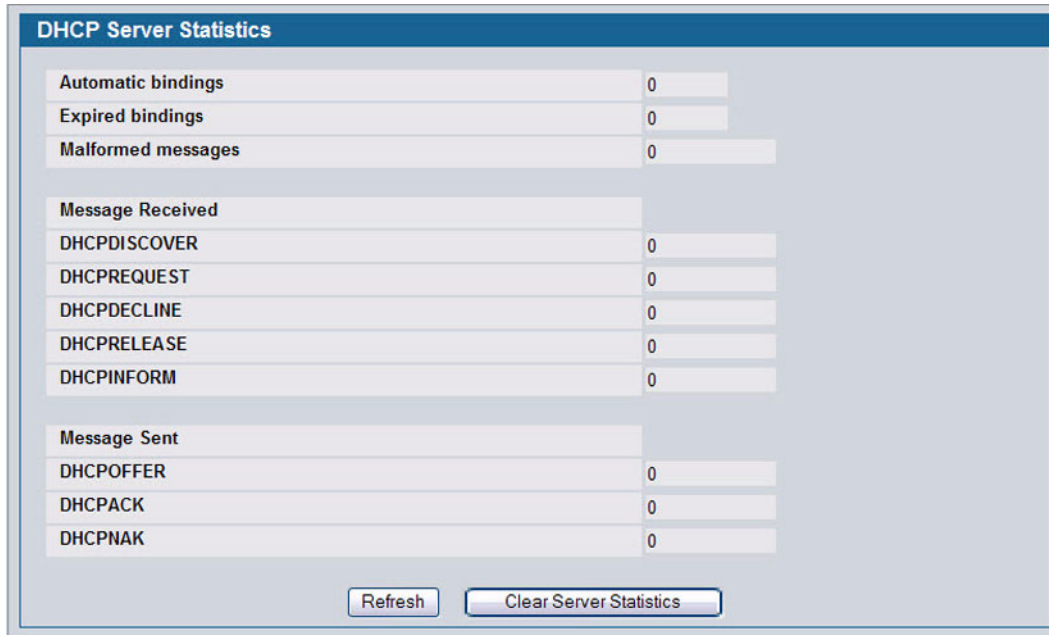 DHCP Server Statistics
Automatic bindings 0
Expired bindings 0
Malformed messages 0
Message Received
DHCPDISCOVER 0
DHCPREQUEST 0
DHCPDECLINE 0
DHCPRELEASE 0
DHCPINFORM 0
Message Sent
DHCPOFFER 0
DHCPACK 0
DHCPNAK 0
Refresh Clear Server Statistics